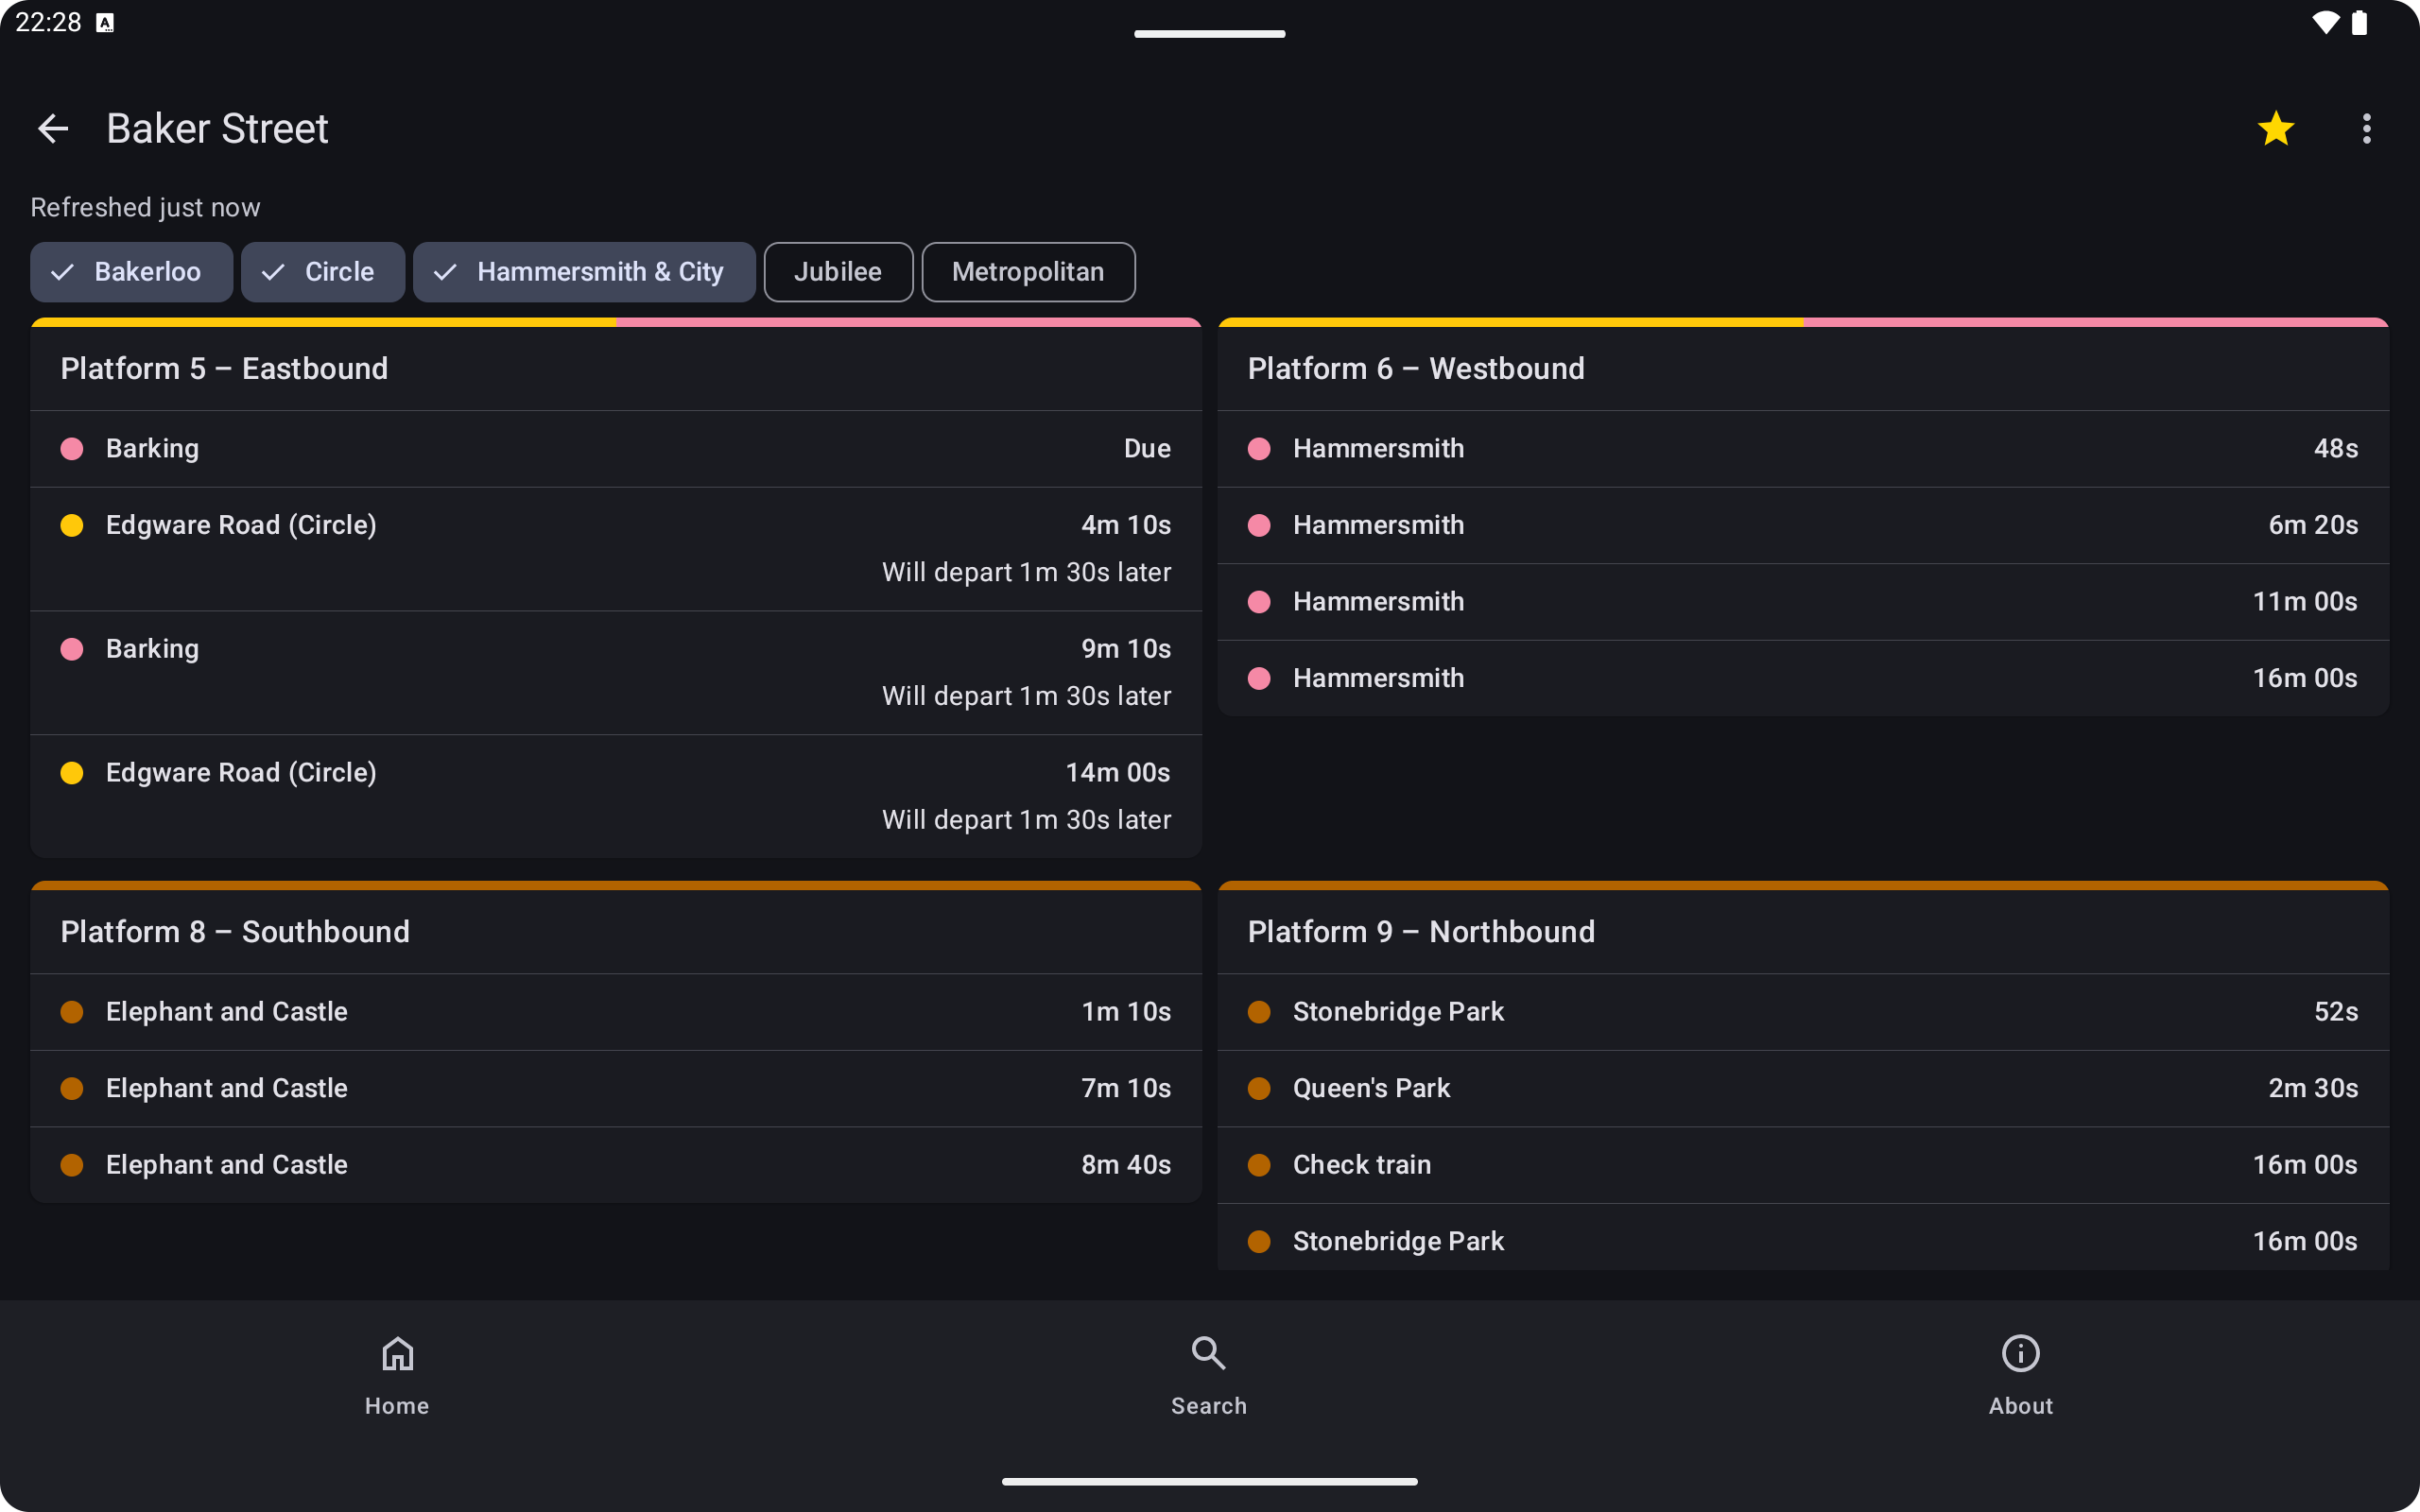 22:28
Baker Street
Refreshed just now
Bakerloo Circle Hammersmith & City Jubilee Metropolitan
Platform 5 – Eastbound
Barking Due
Edgware Road (Circle) 4m 10s
Will depart 1m 30s later
Barking 9m 10s
Will depart 1m 30s later
Edgware Road (Circle) 14m 00s
Will depart 1m 30s later
Platform 6 – Westbound
Hammersmith 48s
Hammersmith 6m 20s
Hammersmith 11m 00s
Hammersmith 16m 00s
Platform 8 – Southbound
Elephant and Castle 1m 10s
Elephant and Castle 7m 10s
Elephant and Castle 8m 40s
Platform 9 – Northbound
Stonebridge Park 52s
Queen's Park 2m 30s
Check train 16m 00s
Stonebridge Park 16m 00s
Home Search About